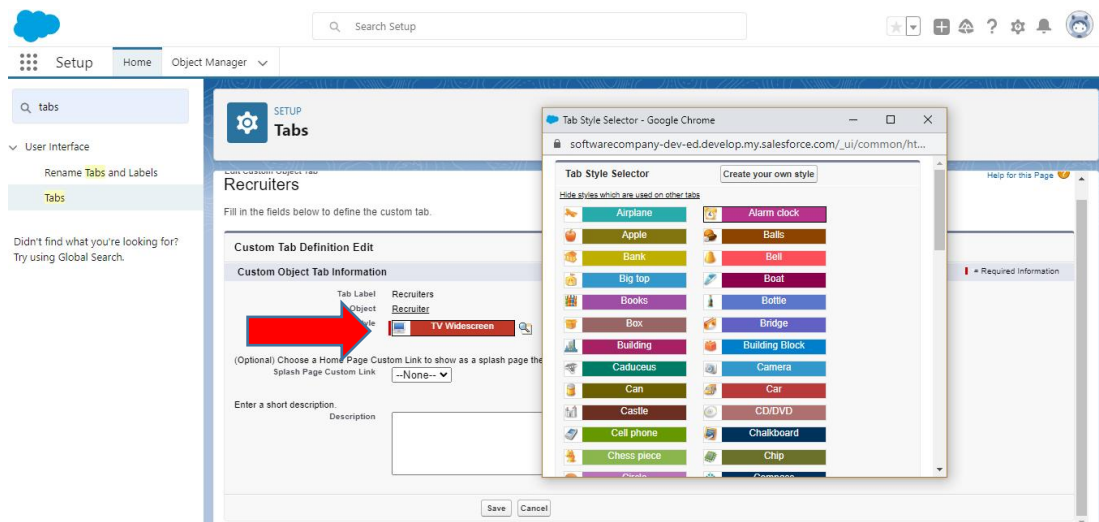 Search Setup
Setup Home Object Manager
tabs
User Interface
Rename Tabs and Labels
Tabs
Didn't find what you're looking for?
Try using Global Search.
SETUP
Tabs
Edit Custom Object Tab
Recruiters
Help for this Page
Fill in the fields below to define the custom tab.
Custom Tab Definition Edit
Custom Object Tab Information
= Required Information
Tab Label Recruiters
Object Recruiter
TV Widescreen
(Optional) Choose a Home Page Custom Link to show as a splash page the
Splash Page Custom Link --None--
Enter a short description.
Description
Save Cancel
Tab Style Selector - Google Chrome
softwarecompany-dev-ed.develop.my.salesforce.com/_ui/common/ht...
Tab Style Selector Create your own style
Hide styles which are used on other tabs
Airplane Alarm clock
Apple Balls
Bank Bell
Big top Boat
Books Bottle
Box Bridge
Building Building Block
Caduceus Camera
Can Car
Castle CD/DVD
Cell phone Chalkboard
Chess piece Chip
Circle Compass